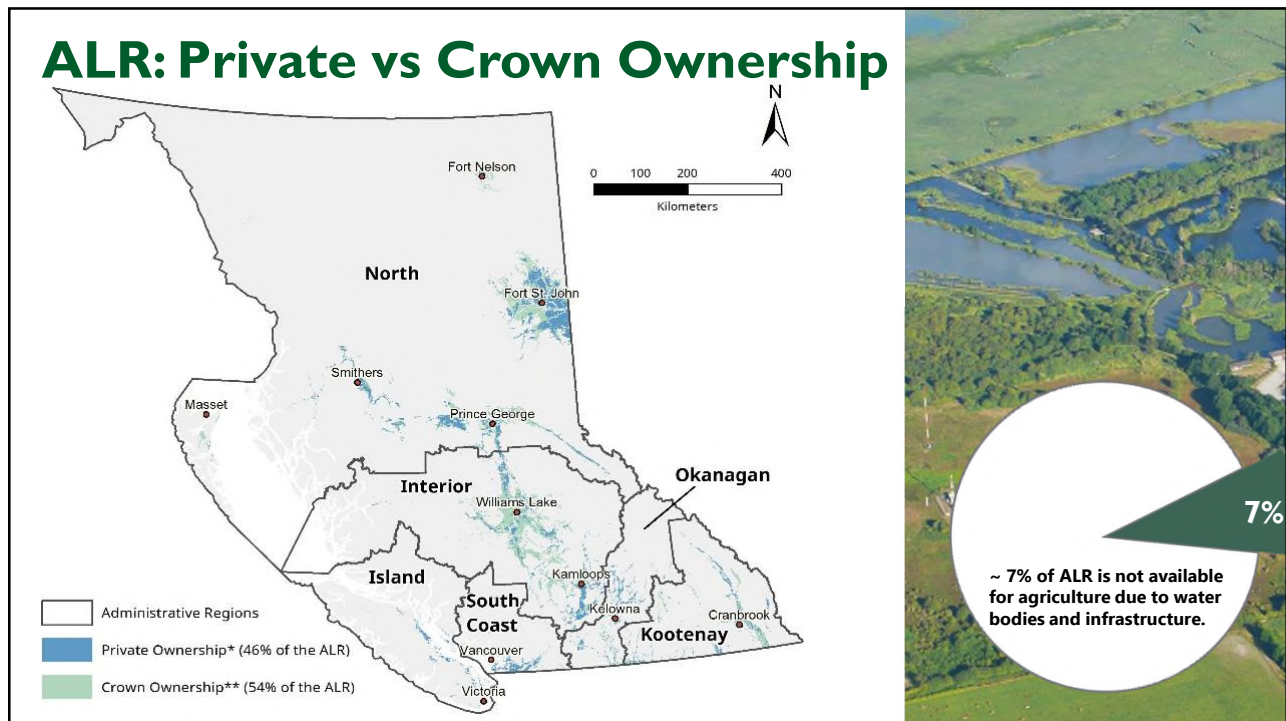 ALR: Private vs Crown Ownership
N
0 100 200 400
Kilometers
Fort Nelson
North
Fort St. John
Smithers
Masset
Prince George
Okanagan
Interior
Williams Lake
Island
Kamloops
South
Coast
Kelowna
Cranbrook
Kootenay
Vancouver
Victoria
Administrative Regions
Private Ownership* (46% of the ALR)
Crown Ownership** (54% of the ALR)
7%
~ 7% of ALR is not available
for agriculture due to water
bodies and infrastructure.